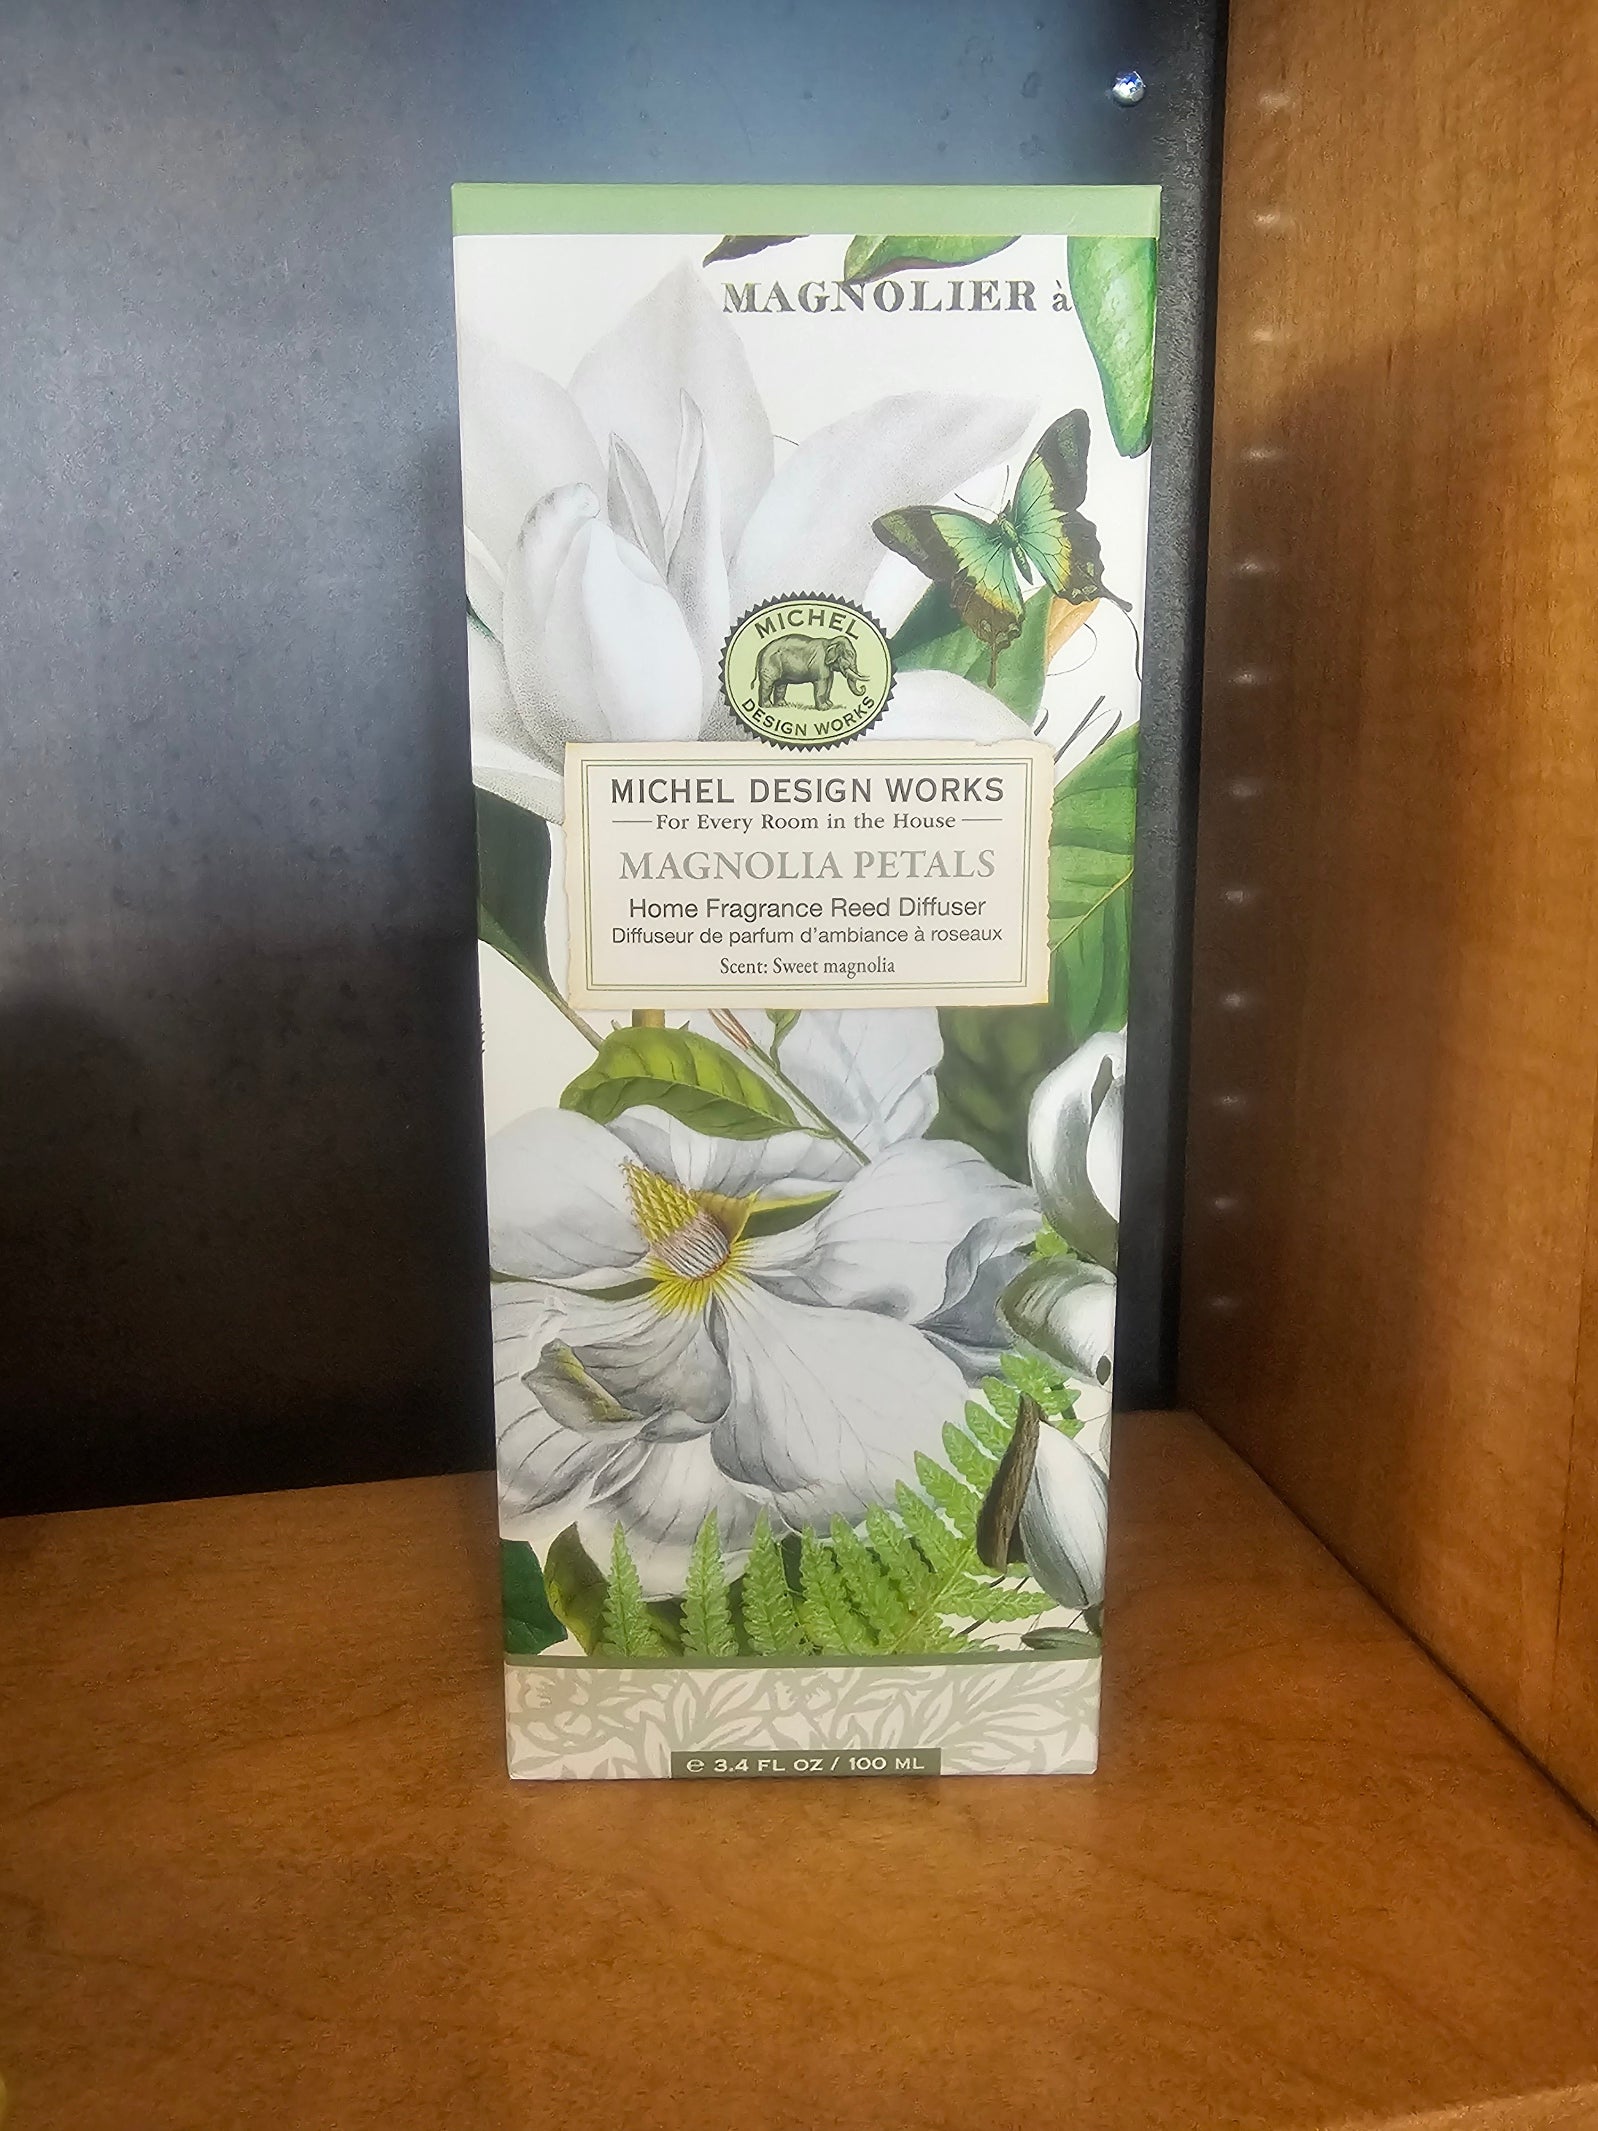 MAGNOLIER à
MICHEL
DESIGN WORKS
MICHEL DESIGN WORKS
For Every Room in the House
MAGNOLIA PETALS
Home Fragrance Reed Diffuser
Diffuseur de parfum d'ambiance à roseaux
Scent: Sweet magnolia
℮ 3.4 FL OZ / 100 ML